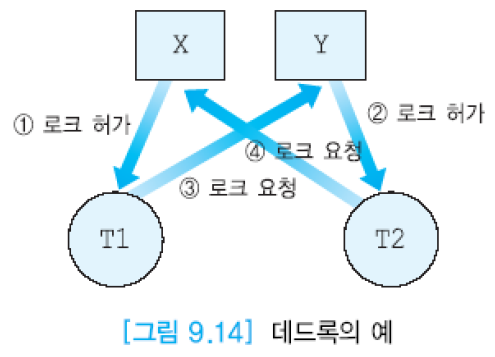 X
Y
① 로크 허가
② 로크 허가
④ 로크 요청
③ 로크 요청
T1
T2
[그림 9.14] 데드록의 예